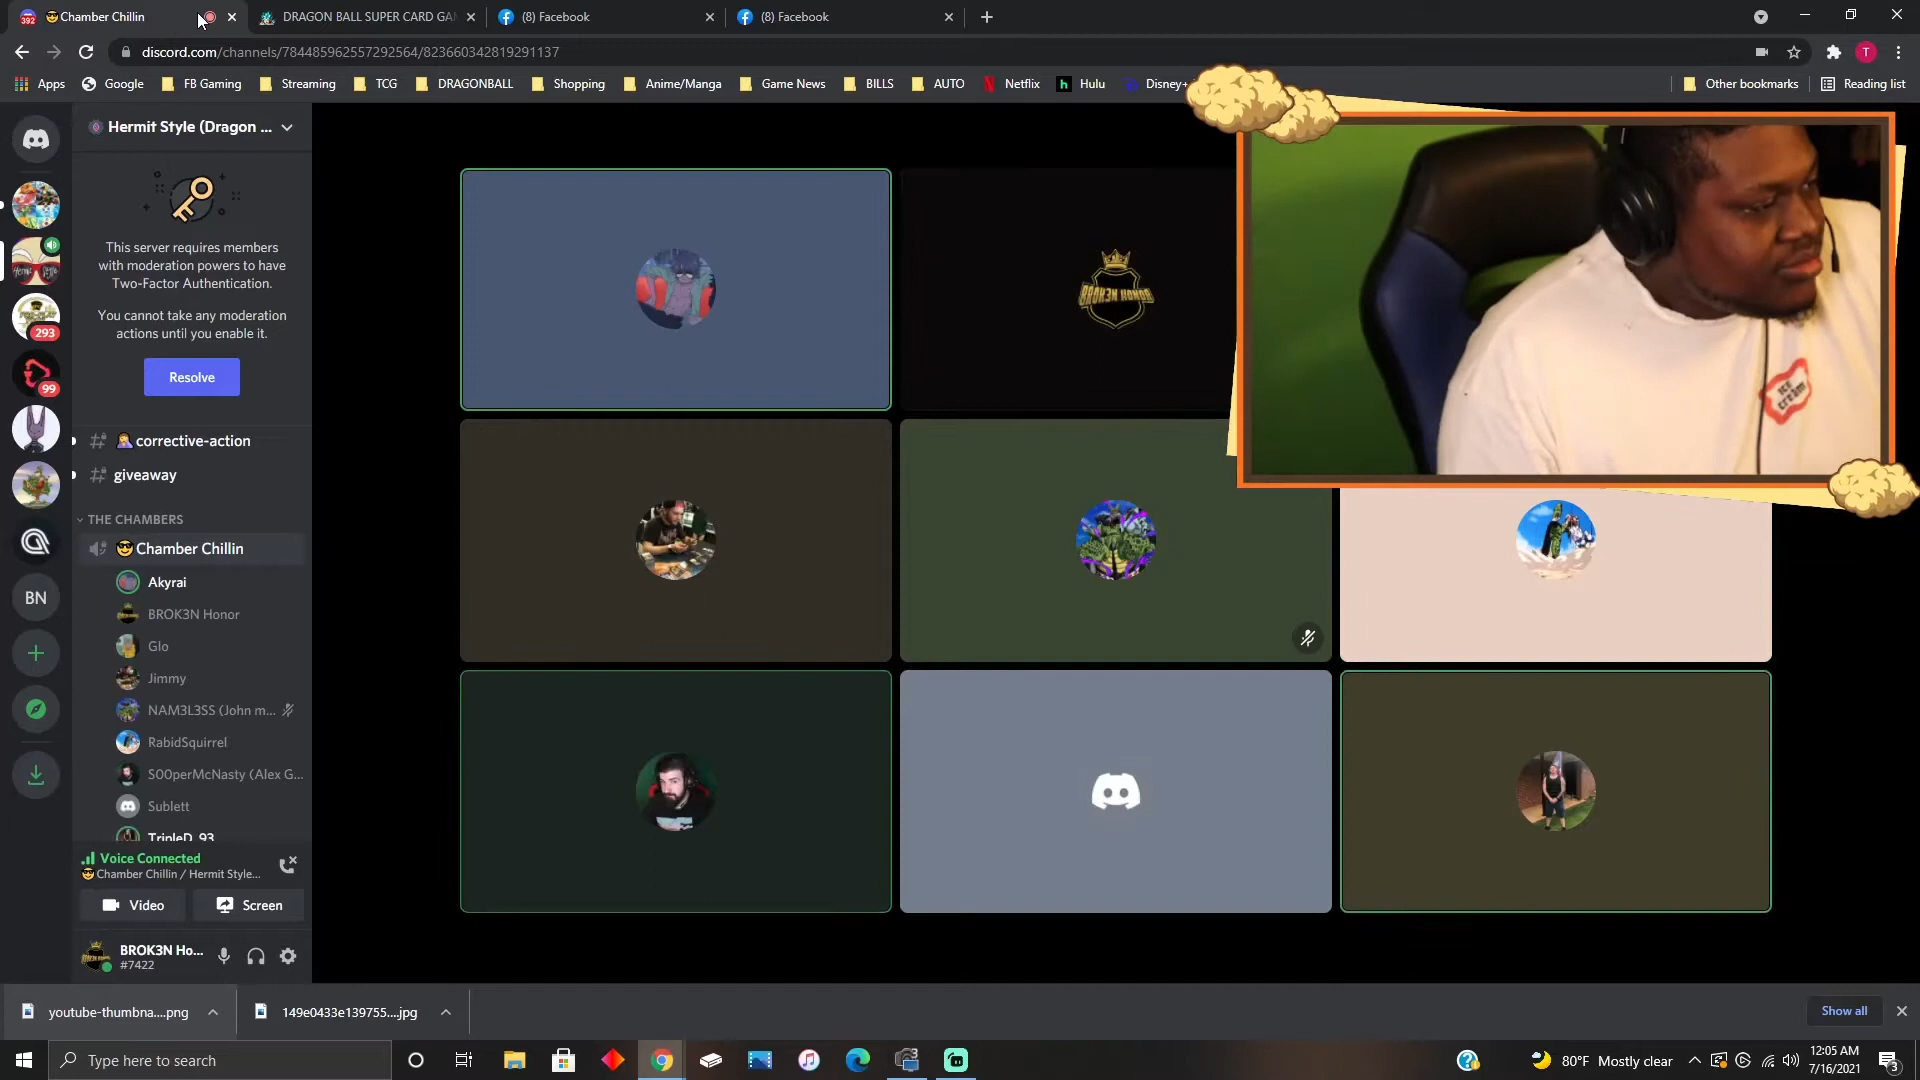 392 Chamber Chillin
DRAGON BALL SUPER CARD GA
(8) Facebook
(8) Facebook
discord.com/channels/784485962557292564/823660342819291137
T
Apps
Google
FB Gaming
Streaming
TCG
DRAGONBALL
Shopping
Anime/Manga
Game News
BILLS
AUTO
Netflix
h Hulu
Disney+
Other bookmarks
Reading list
Hermit Style (Dragon ...
This server requires members
with moderation powers to have
Two-Factor Authentication.
You cannot take any moderation
actions until you enable it.
Resolve
293
99
corrective-action
giveaway
THE CHAMBERS
Chamber Chillin
Akyrai
BROK3N Honor
Glo
Jimmy
NAM3L3SS (John m...
RabidSquirrel
S00perMcNasty (Alex G...
Sublett
TripleD_93
BN
BROK3N HONOR
ICE
cream
Voice Connected
Chamber Chillin / Hermit Style...
Video
Screen
BROK3N Ho...
#7422
youtube-thumbna....png
149e0433e139755....jpg
Show all
Type here to search
80°F Mostly clear
12:05 AM
7/16/2021
3